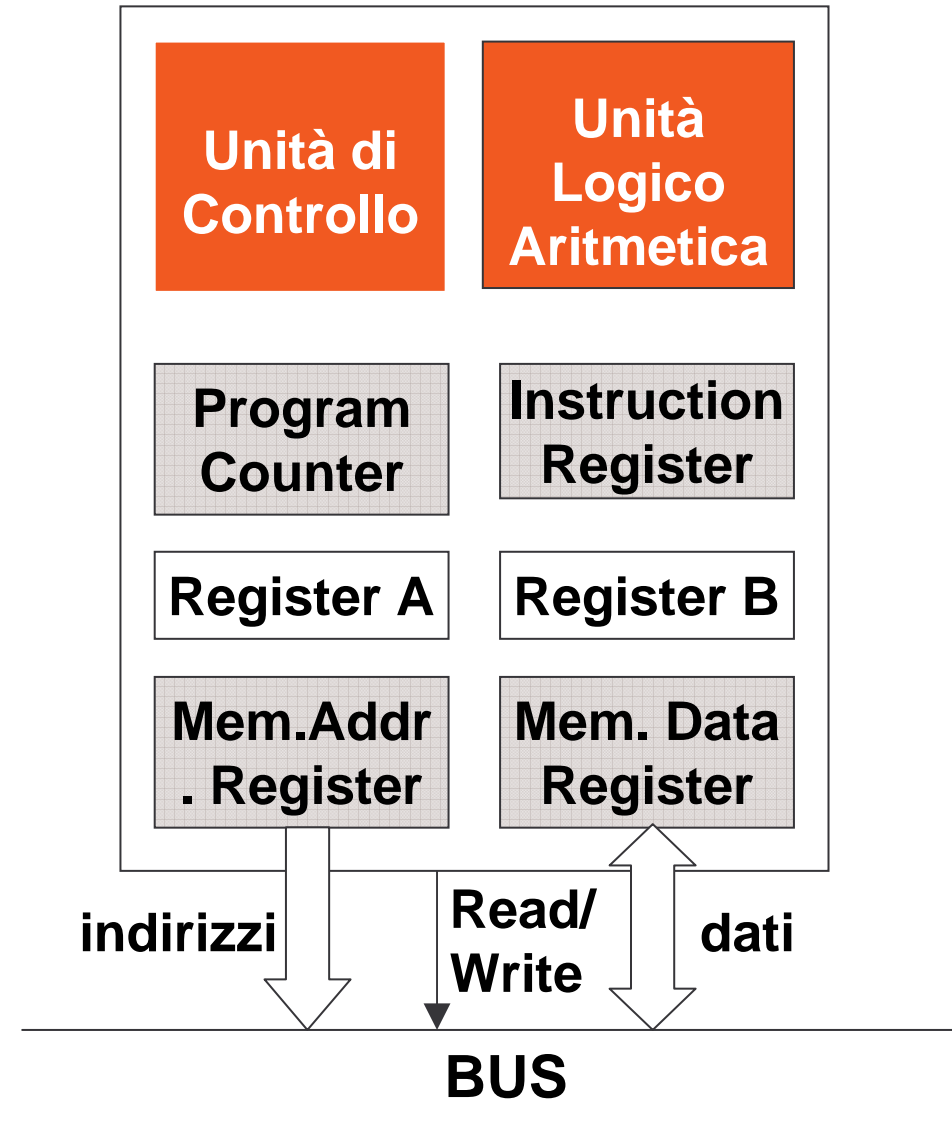 Unità di
Controllo
Unità
Logico
Aritmetica
Program
Counter
Instruction
Register
Register A
Register B
Mem.Addr
. Register
Mem. Data
Register
indirizzi
Read/
Write
dati
BUS